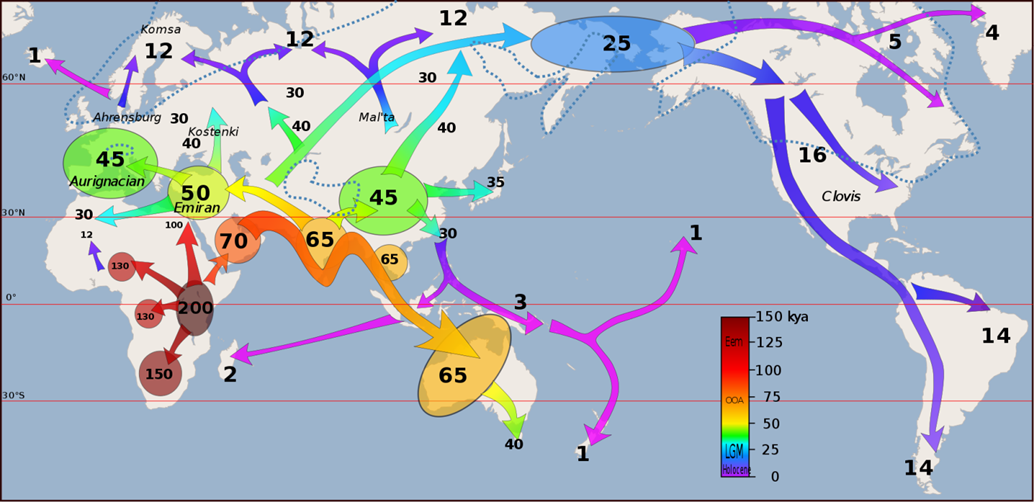 12
Komsa
12
12
25
5
4
1
60°N
30
30
Ahrensburg
30
Mal'ta
40
40
Kostenki
40
45
Aurignacian
50
Emiran
45
35
16
Clovis
30°N
30
100
12
70
65
65
30
1
130
0°
130
200
3
150
2
65
14
150 kya
Eem
125
100
OOA
75
50
LGM
25
Holocene
0
30°S
40
1
14